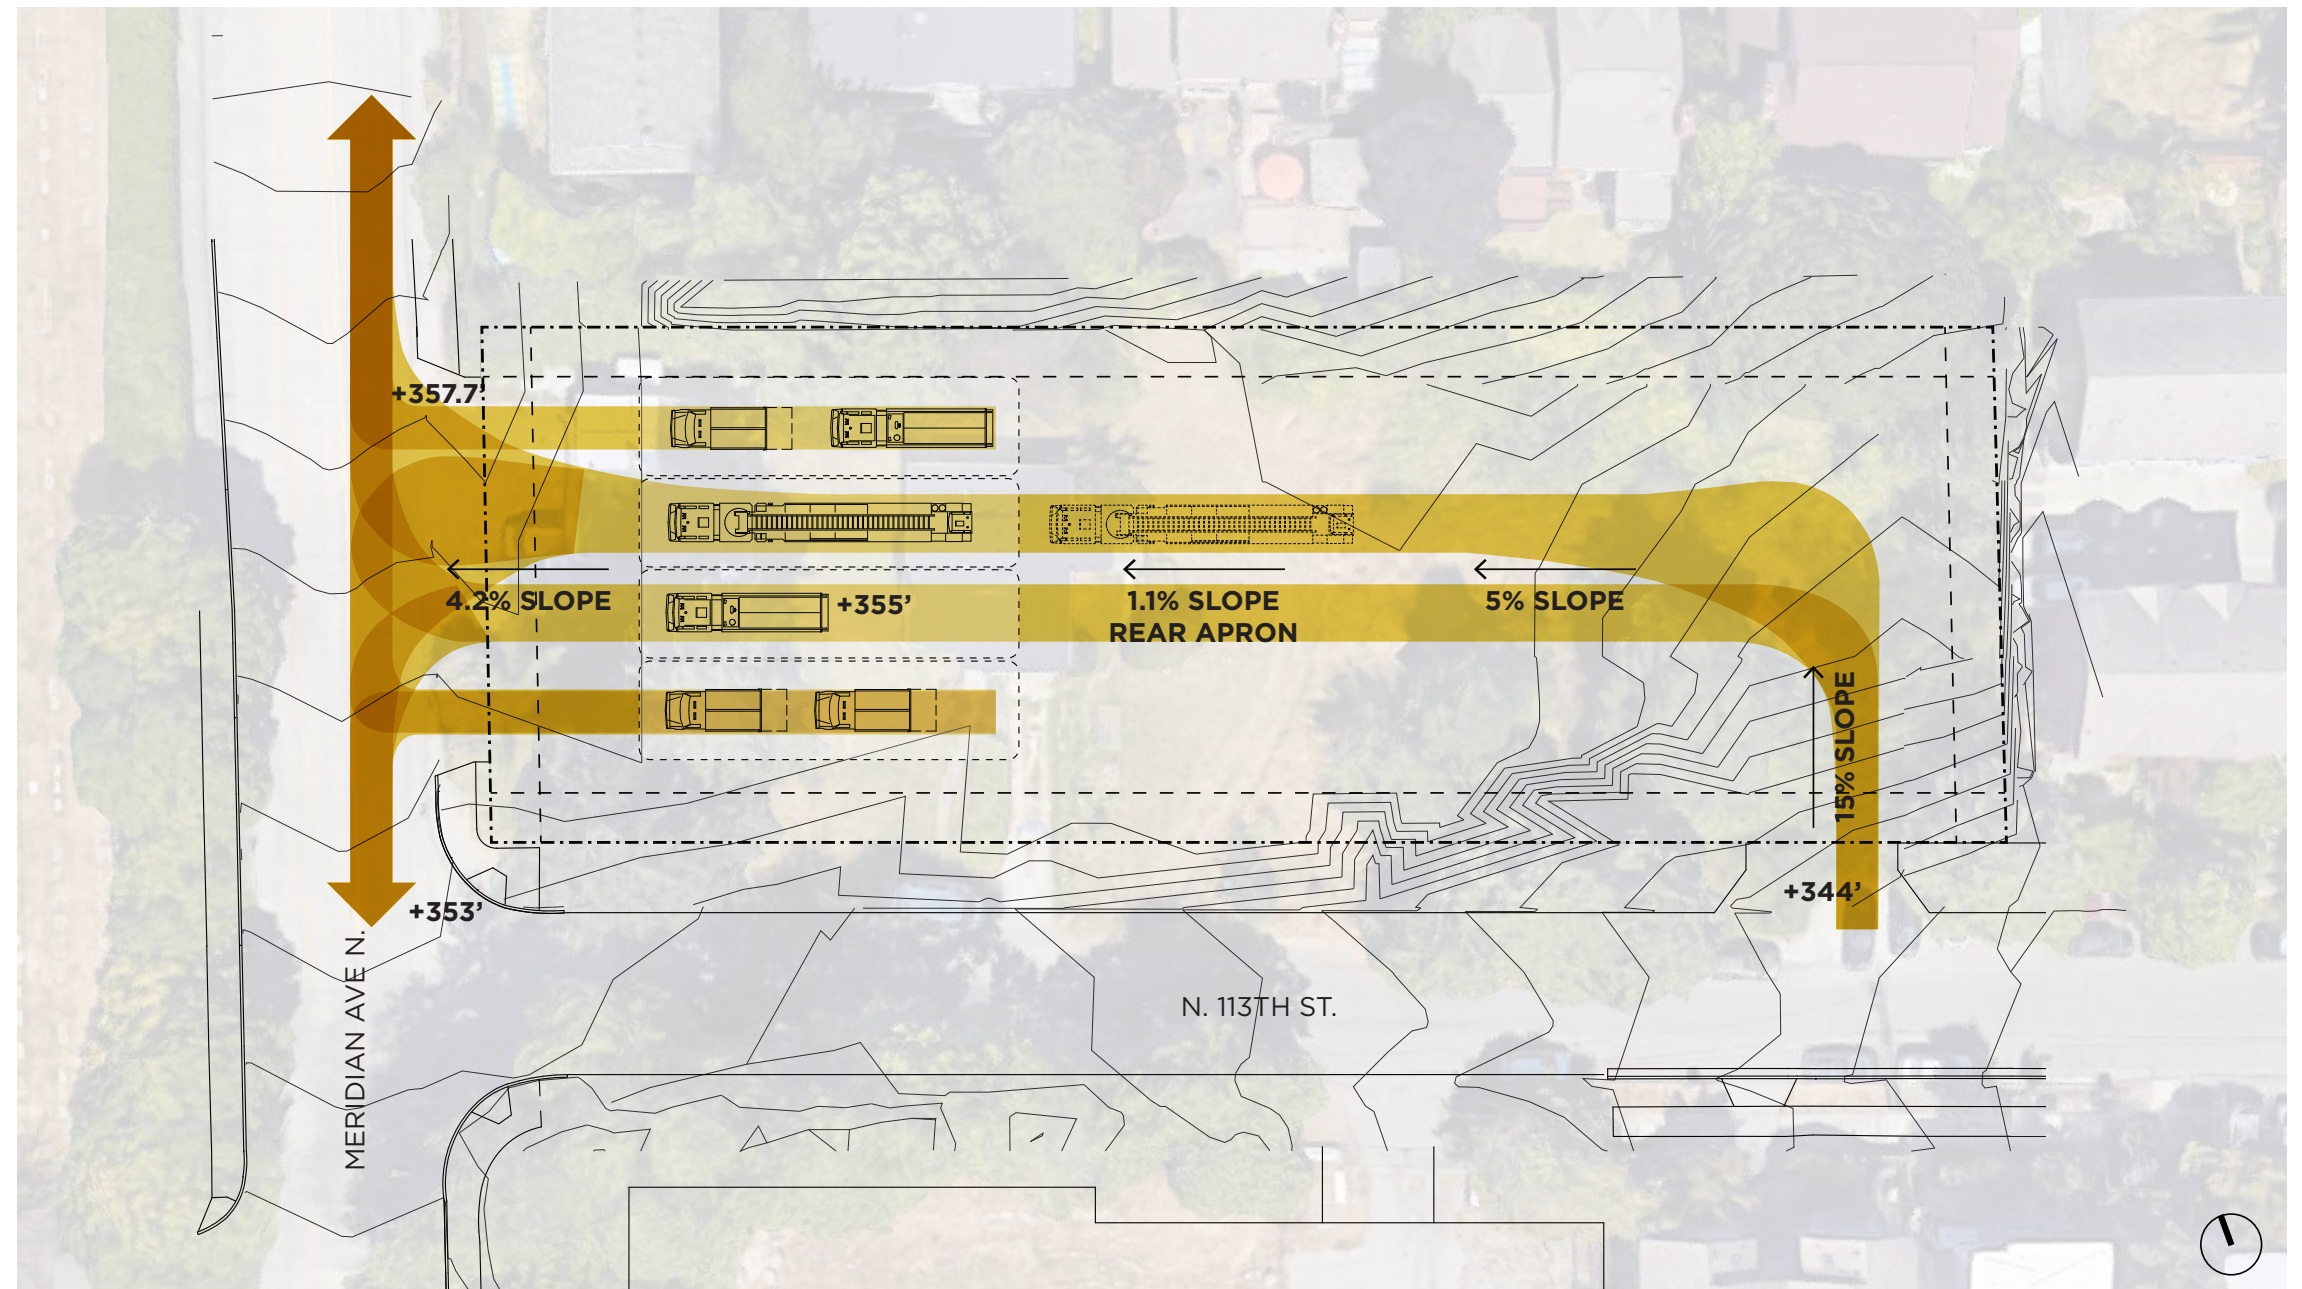 +357.7'
4.2% SLOPE
+355'
1.1% SLOPE
REAR APRON
5% SLOPE
15% SLOPE
+344'
+353'
MERIDIAN AVE N.
N. 113TH ST.